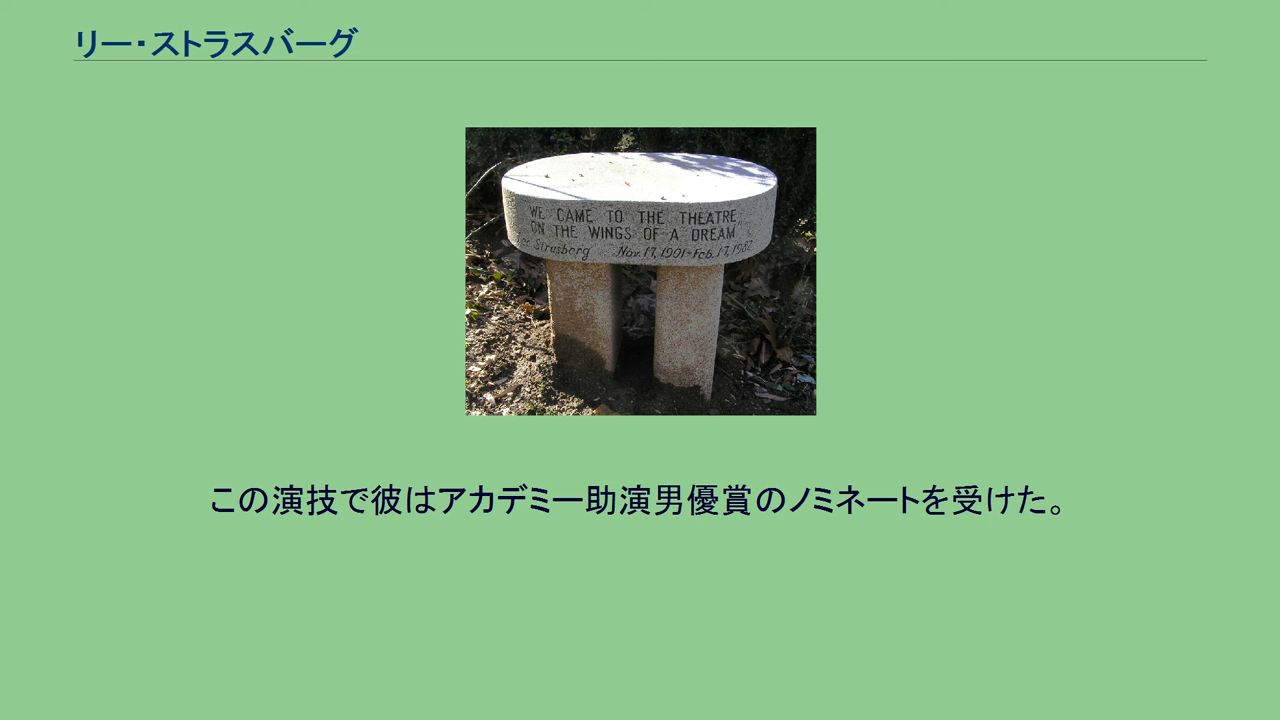 リー・ストラスバーグ
WE CAME TO THE THEATRE
ON THE WINGS OF A DREAM
Strasberg Nov. 17, 1901-Feb. 17, 1982
この演技で彼はアカデミー助演男優賞のノミネートを受けた。